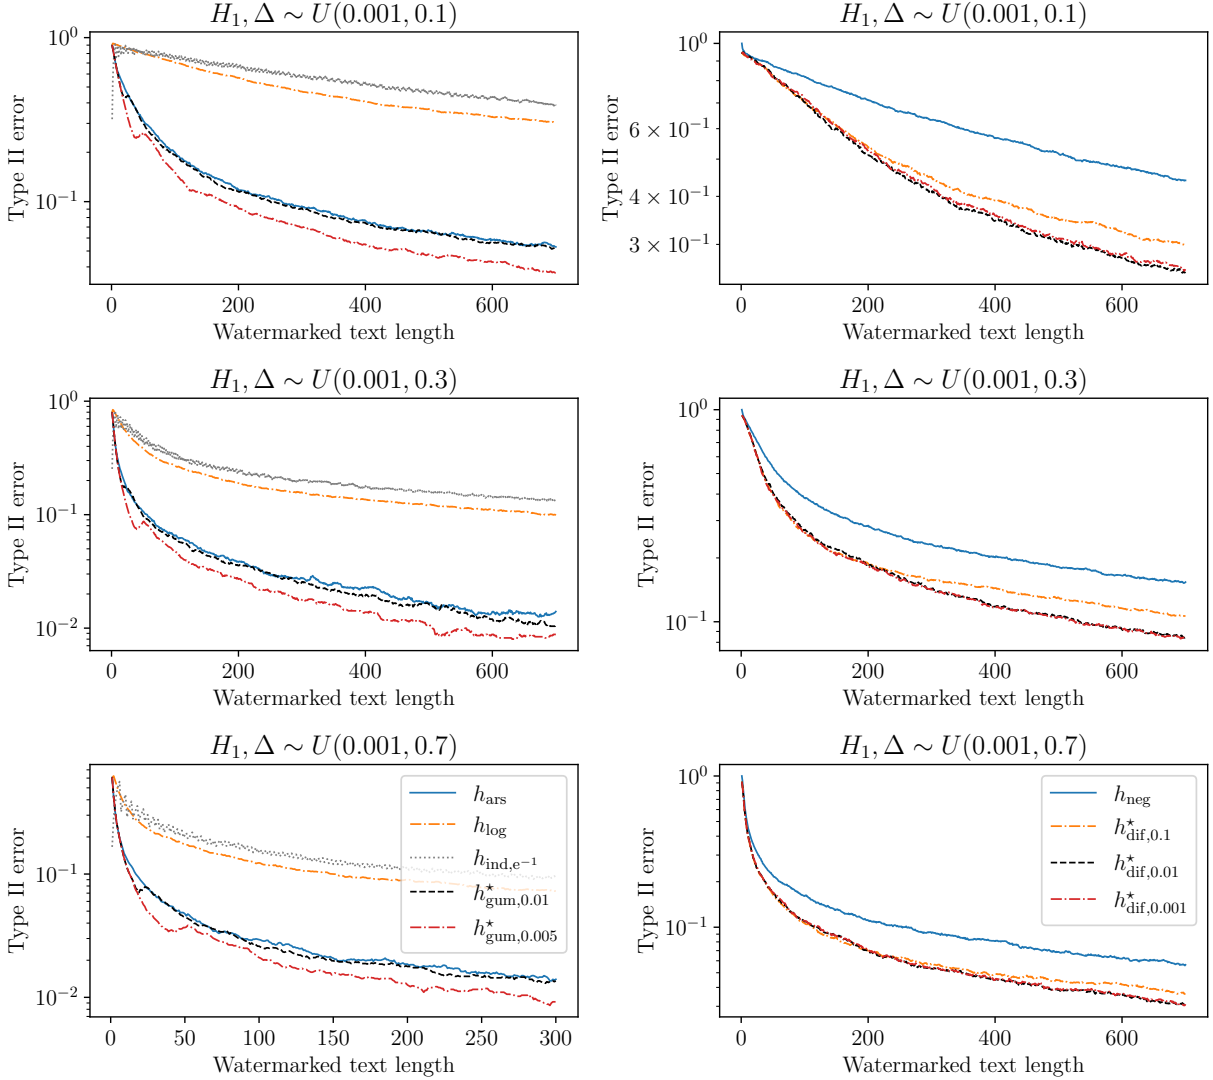 H₁, Δ ∼ U(0.001, 0.1)
Type II error
10⁰
10⁻¹
0 200 400 600
Watermarked text length
H₁, Δ ∼ U(0.001, 0.1)
Type II error
10⁰
6 × 10⁻¹
4 × 10⁻¹
3 × 10⁻¹
0 200 400 600
Watermarked text length
H₁, Δ ∼ U(0.001, 0.3)
Type II error
10⁰
10⁻¹
10⁻²
0 200 400 600
Watermarked text length
H₁, Δ ∼ U(0.001, 0.3)
Type II error
10⁰
10⁻¹
0 200 400 600
Watermarked text length
H₁, Δ ∼ U(0.001, 0.7)
Type II error
10⁻¹
10⁻²
h_ars
h_log
h_ind,e⁻¹
h*_gum,0.01
h*_gum,0.005
0 50 100 150 200 250 300
Watermarked text length
H₁, Δ ∼ U(0.001, 0.7)
Type II error
10⁰
10⁻¹
h_neg
h*_dif,0.1
h*_dif,0.01
h*_dif,0.001
0 200 400 600
Watermarked text length